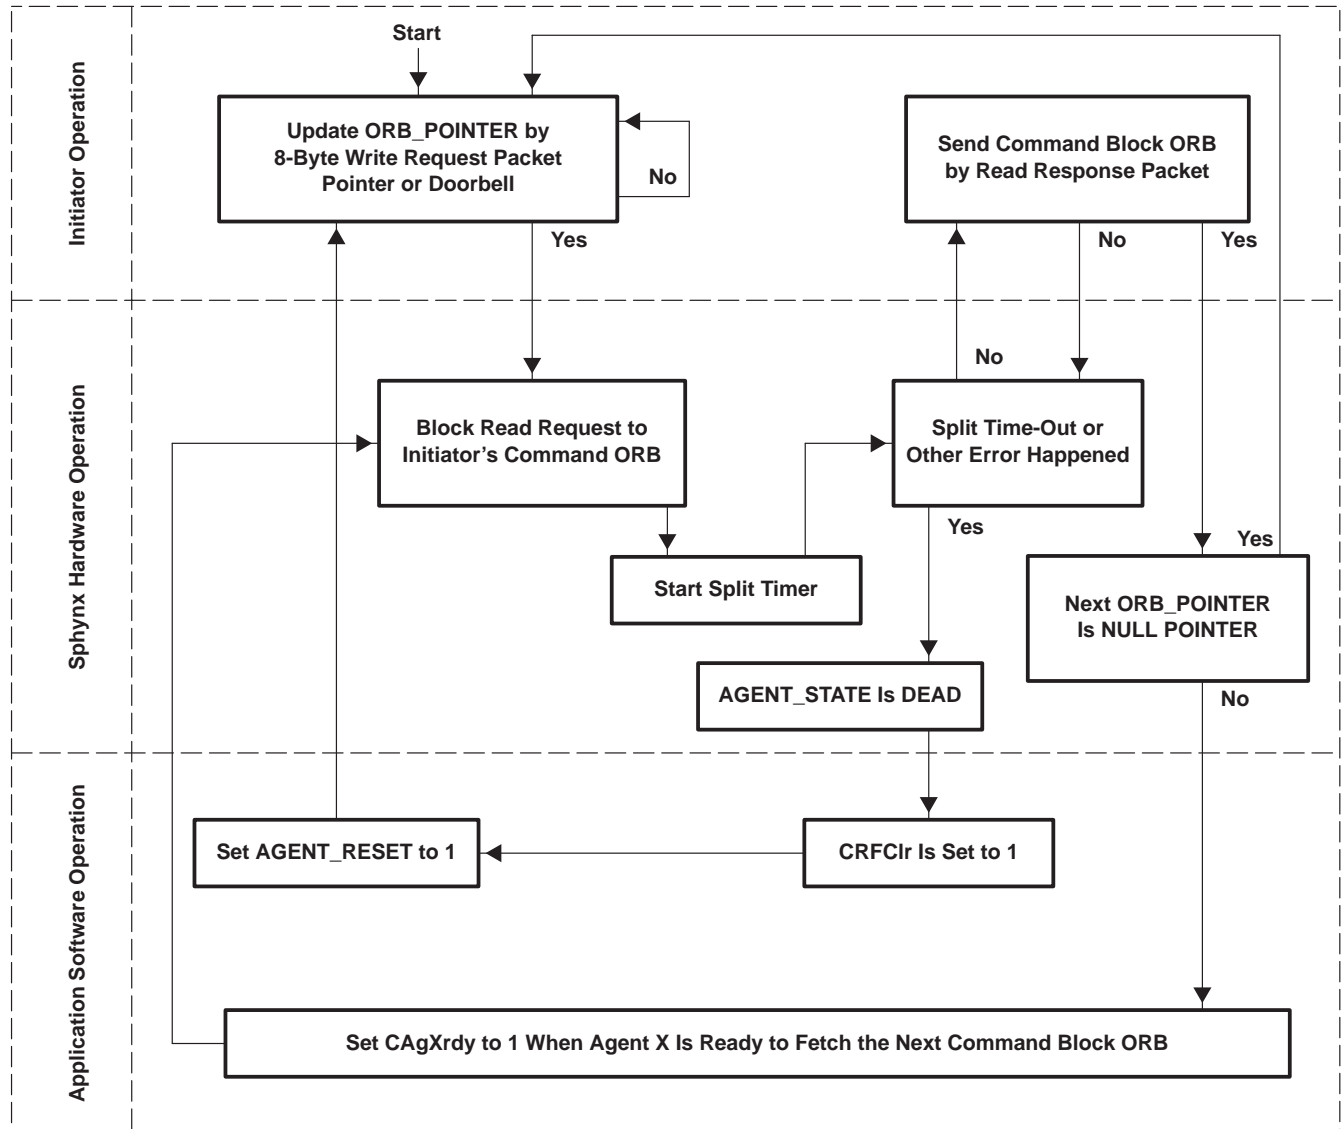 Initiator Operation
Start
Update ORB_POINTER by
8-Byte Write Request Packet
Pointer or Doorbell
No
Yes
Send Command Block ORB
by Read Response Packet
No
Yes
Sphynx Hardware Operation
No
Block Read Request to
Initiator's Command ORB
Split Time-Out or
Other Error Happened
Yes
Start Split Timer
Yes
Next ORB_POINTER
Is NULL POINTER
No
AGENT_STATE Is DEAD
Application Software Operation
Set AGENT_RESET to 1
CRFClr Is Set to 1
Set CAgXrdy to 1 When Agent X Is Ready to Fetch the Next Command Block ORB